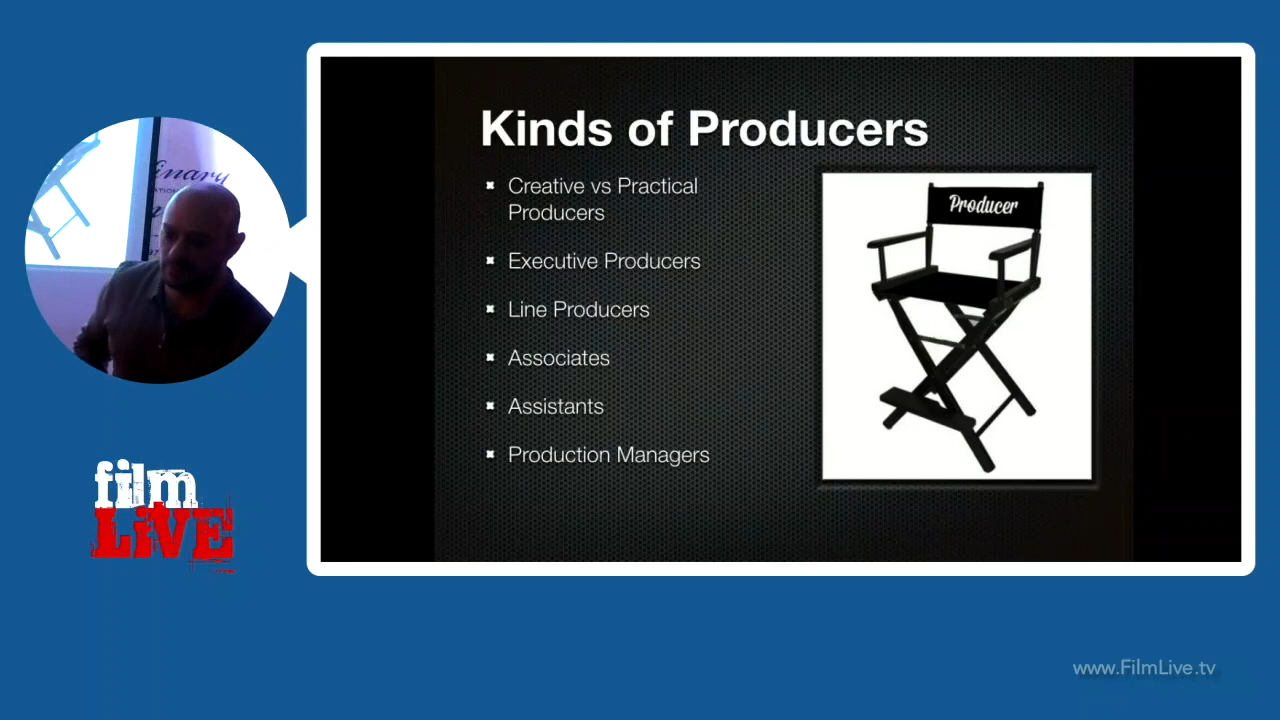 Kinds of Producers
Creative vs Practical
Producers
Executive Producers
Line Producers
Associates
Assistants
Production Managers
Producer
inary
film
LiVE
www.FilmLive.tv